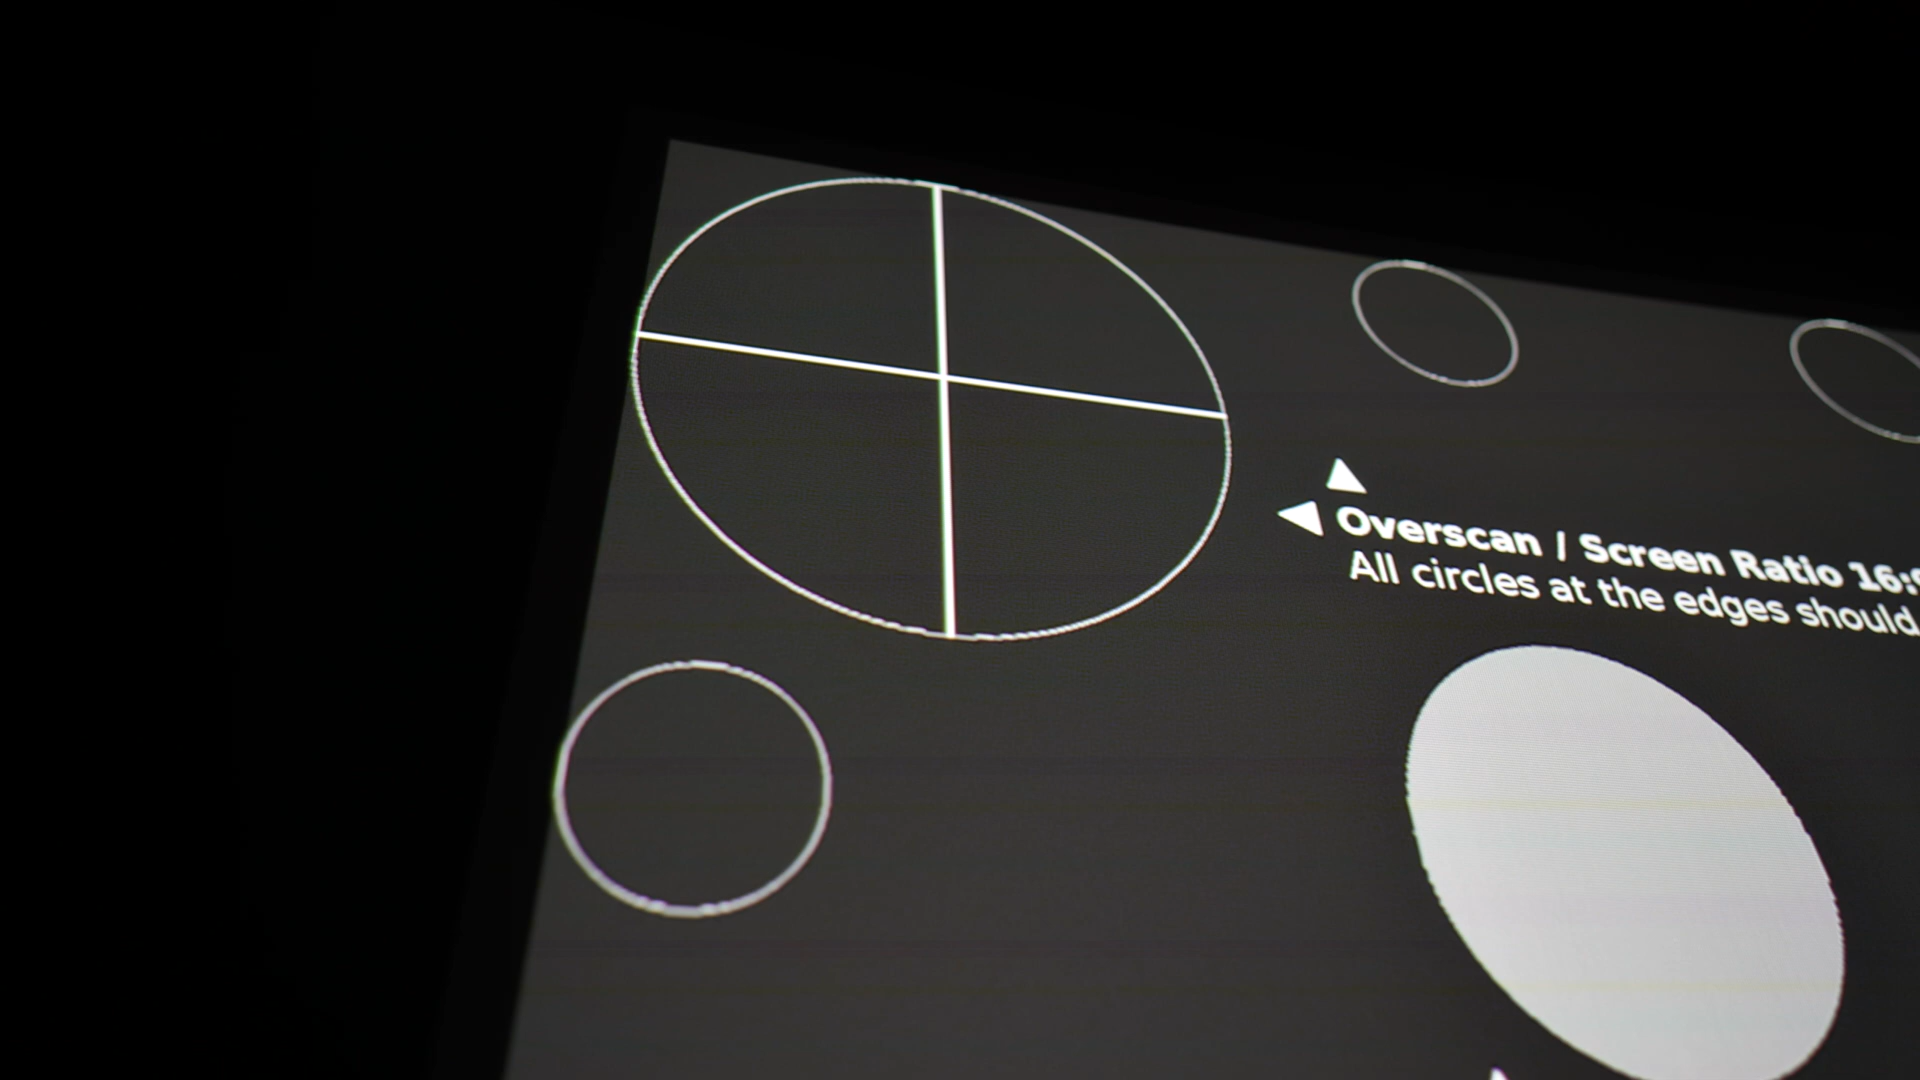 Overscan / Screen Ratio 16:
All circles at the edges should